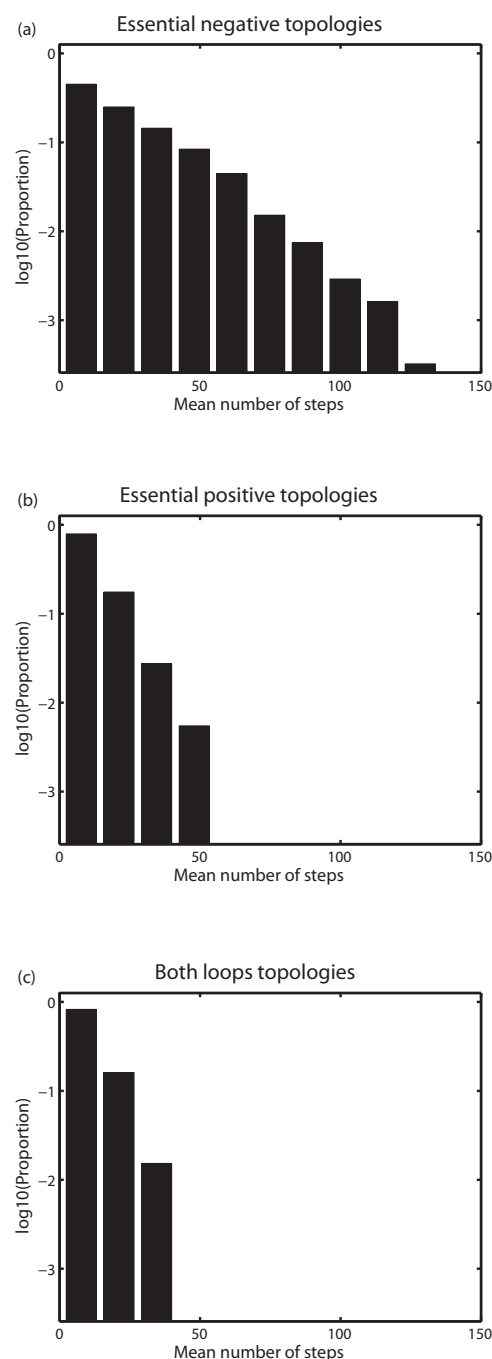 (a)
Essential negative topologies
0
−1
−2
−3
log10(Proportion)
0 50 100 150
Mean number of steps
(b)
Essential positive topologies
0
−1
−2
−3
log10(Proportion)
0 50 100 150
Mean number of steps
(c)
Both loops topologies
0
−1
−2
−3
log10(Proportion)
0 50 100 150
Mean number of steps